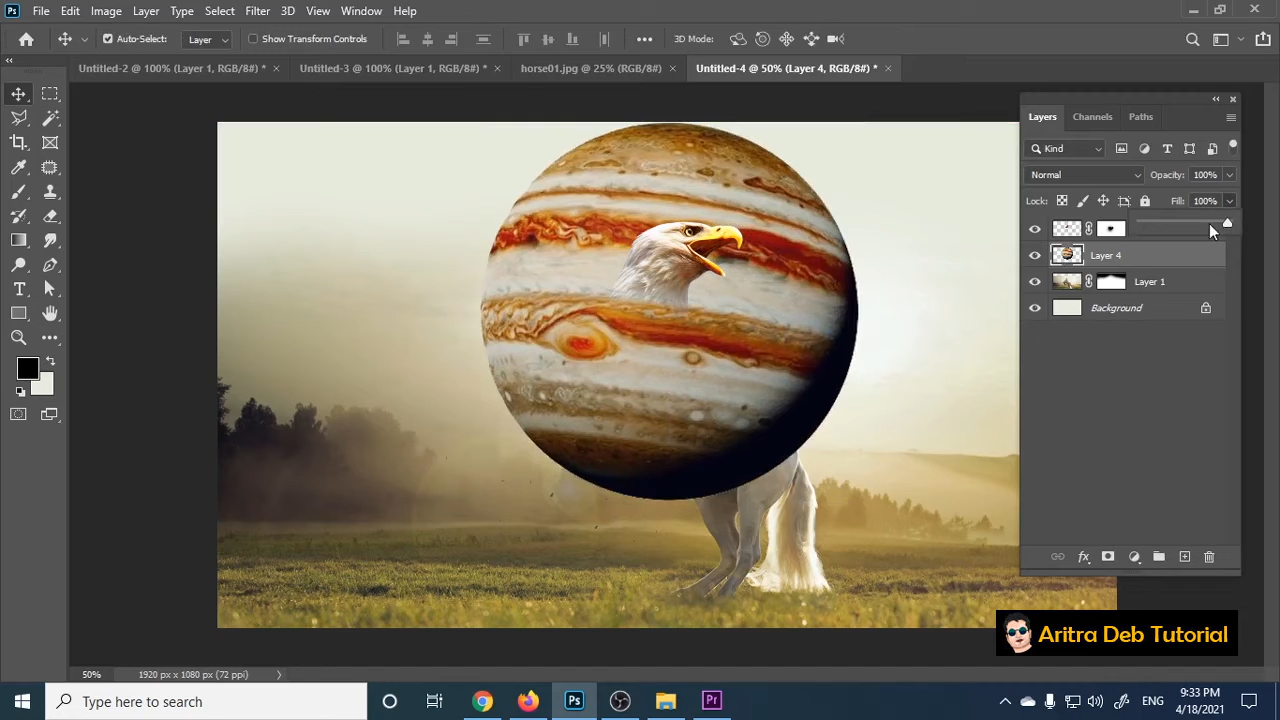 Ps File Edit Image Layer Type Select Filter 3D View Window Help
Auto-Select: Layer Show Transform Controls ••• 3D Mode:
Untitled-2 @ 100% (Layer 1, RGB/8#) * × Untitled-3 @ 100% (Layer 1, RGB/8#) * × horse01.jpg @ 25% (RGB/8#) × Untitled-4 @ 50% (Layer 4, RGB/8#) * ×
Layers Channels Paths
Kind
Normal Opacity: 100%
Lock: Fill: 100%
Layer 4
Layer 1
Background
fx
Aritra Deb Tutorial
50% 1920 px x 1080 px (72 ppi)
Type here to search Ps Pr ENG 9:33 PM
4/18/2021